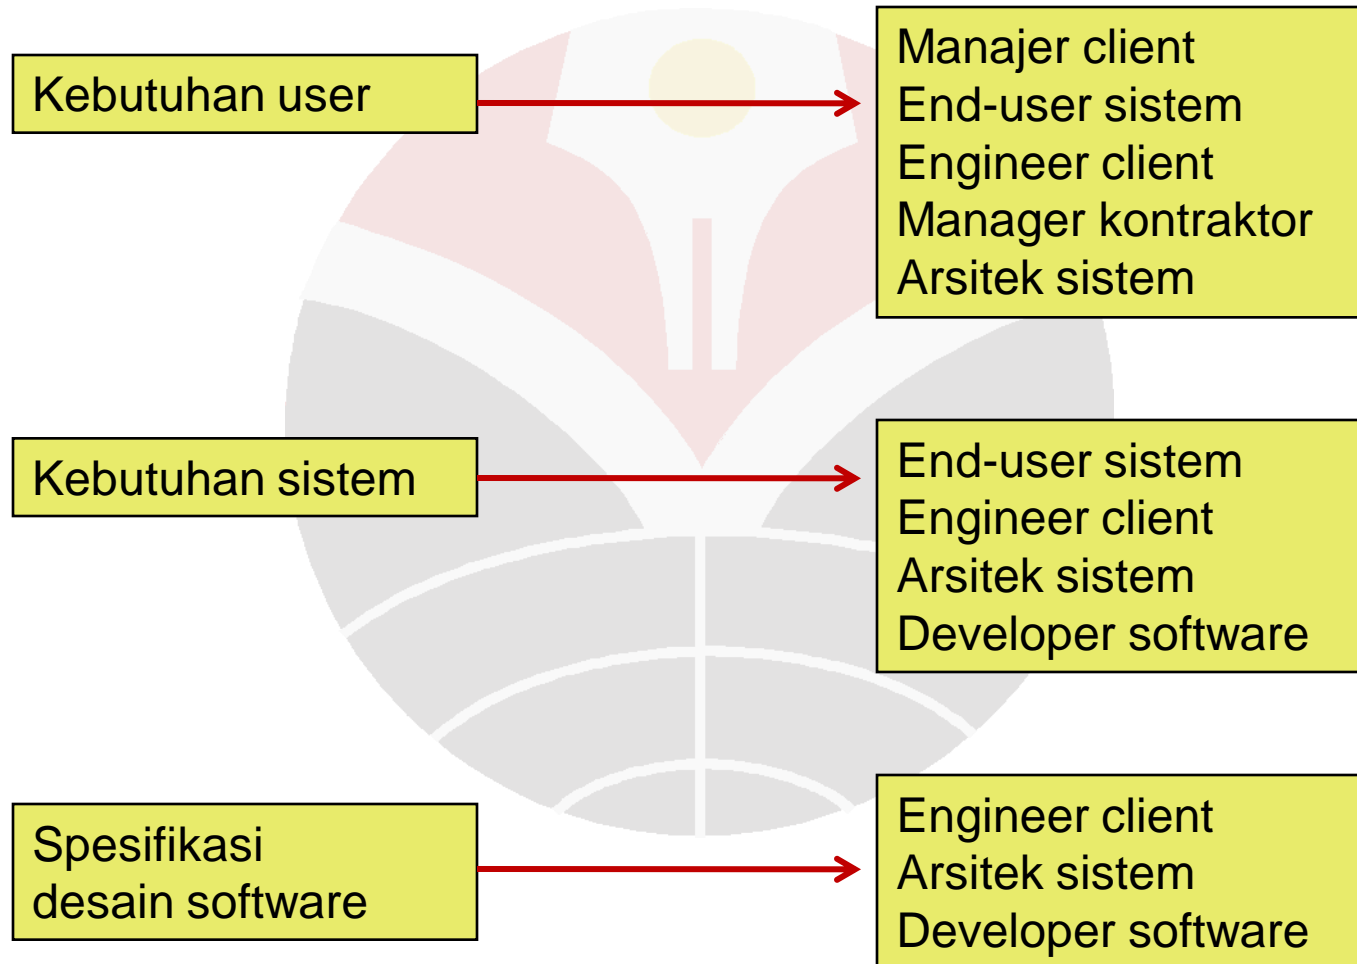 Kebutuhan user
Manajer client
End-user sistem
Engineer client
Manager kontraktor
Arsitek sistem
Kebutuhan sistem
End-user sistem
Engineer client
Arsitek sistem
Developer software
Spesifikasi
desain software
Engineer client
Arsitek sistem
Developer software